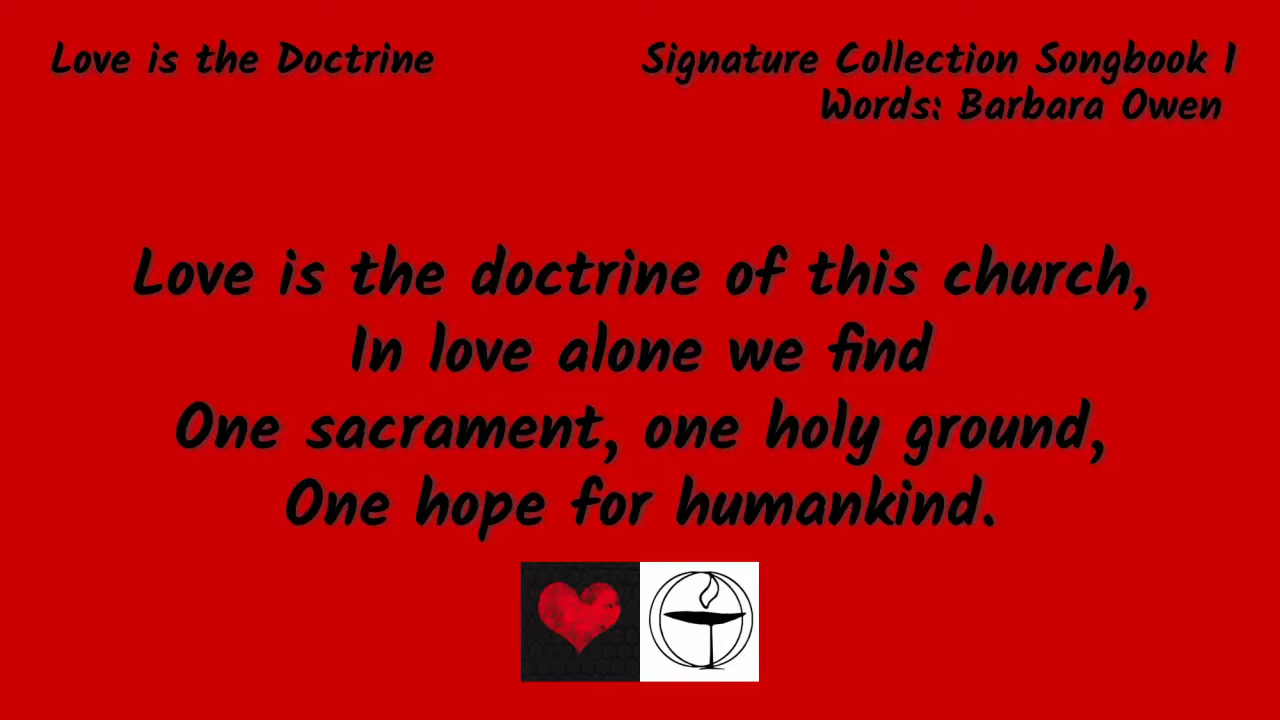 Love is the Doctrine
Signature Collection Songbook 1
Words: Barbara Owen
Love is the doctrine of this church,
In love alone we find
One sacrament, one holy ground,
One hope for humankind.